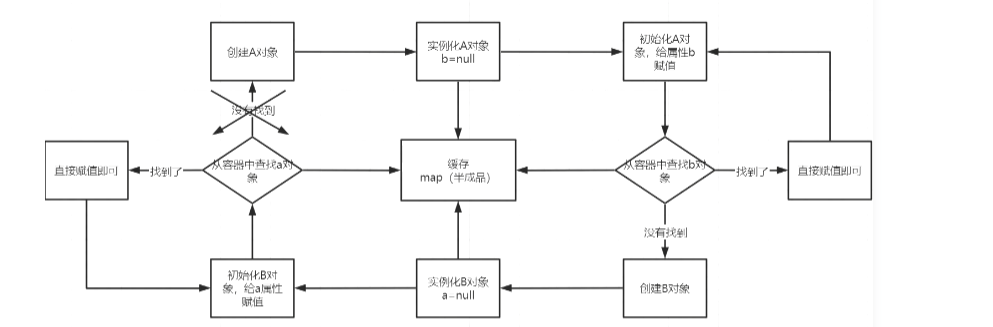 创建A对象
实例化A对象
b=null
初始化A对
象，给属性b
赋值
没有找到
直接赋值即可
找到了
从容器中查找a对
象
缓存
map（半成品）
从容器中查找b对
象
找到了
直接赋值即可
没有找到
初始化B对
象，给a属性
赋值
实例化B对象
a=null
创建B对象